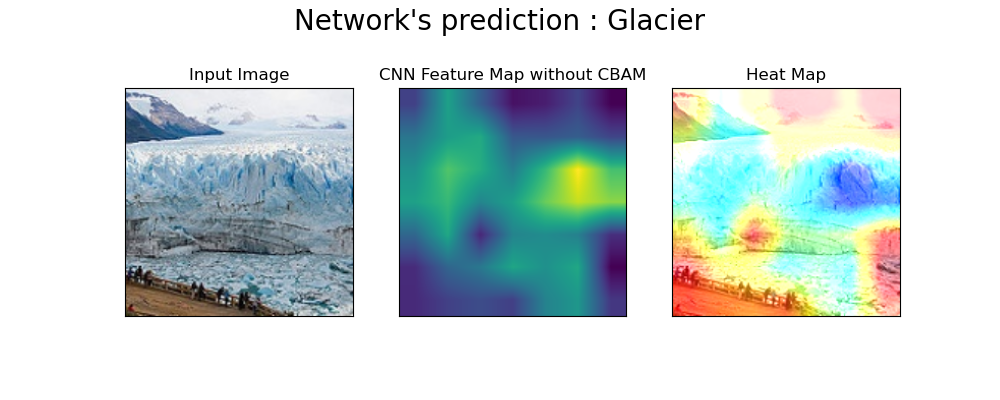 Network's prediction : Glacier
Input Image
CNN Feature Map without CBAM
Heat Map